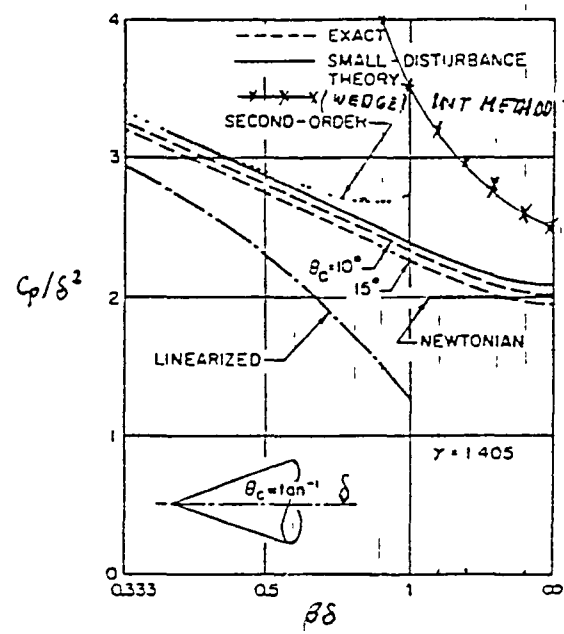 4
EXACT
SMALL-DISTURBANCE
THEORY
(WEDGE) INT METHOD
SECOND-ORDER
3
θc=10°
15°
Cp/δ²
2
NEWTONIAN
LINEARIZED
1
γ = 1.405
θc=tan⁻¹ δ
0
0.333 0.5 1 ∞
βδ